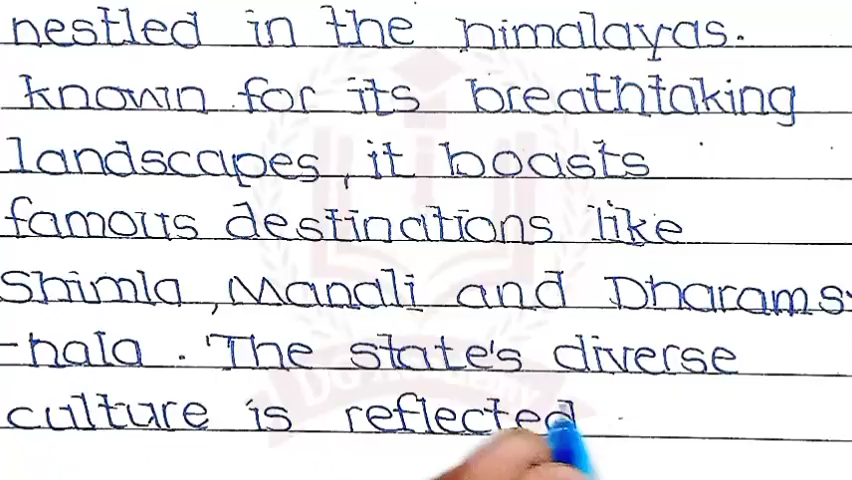 nestled in the himalayas.
known for its breathtaking
landscapes, it boasts
famous destinations like
Shimla, Manali and Dharams-
-hala. The state's diverse
culture is reflected